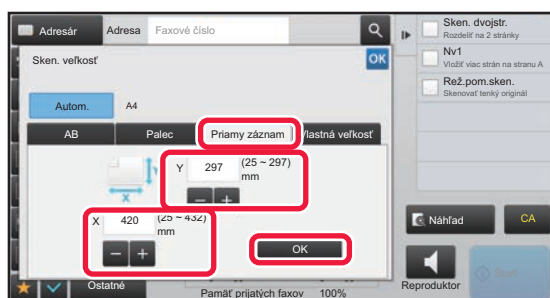 Adresár
Adresa
Faxové číslo
Sken. veľkosť
OK
Autom.
A4
AB
Palec
Priamy záznam
Vlastná veľkosť
Y
297
(25 ~ 297)
mm
Y
X
X
420
(25 ~ 432)
mm
OK
Ostatné
Pamäť prijatých faxov 100%
Sken. dvojstr.
Rozdeliť na 2 stránky
Nv1
Vložiť viac strán na stranu A
Rež.pom.sken.
Skenovať tenký originál
Náhľad
CA
Reproduktor
Start